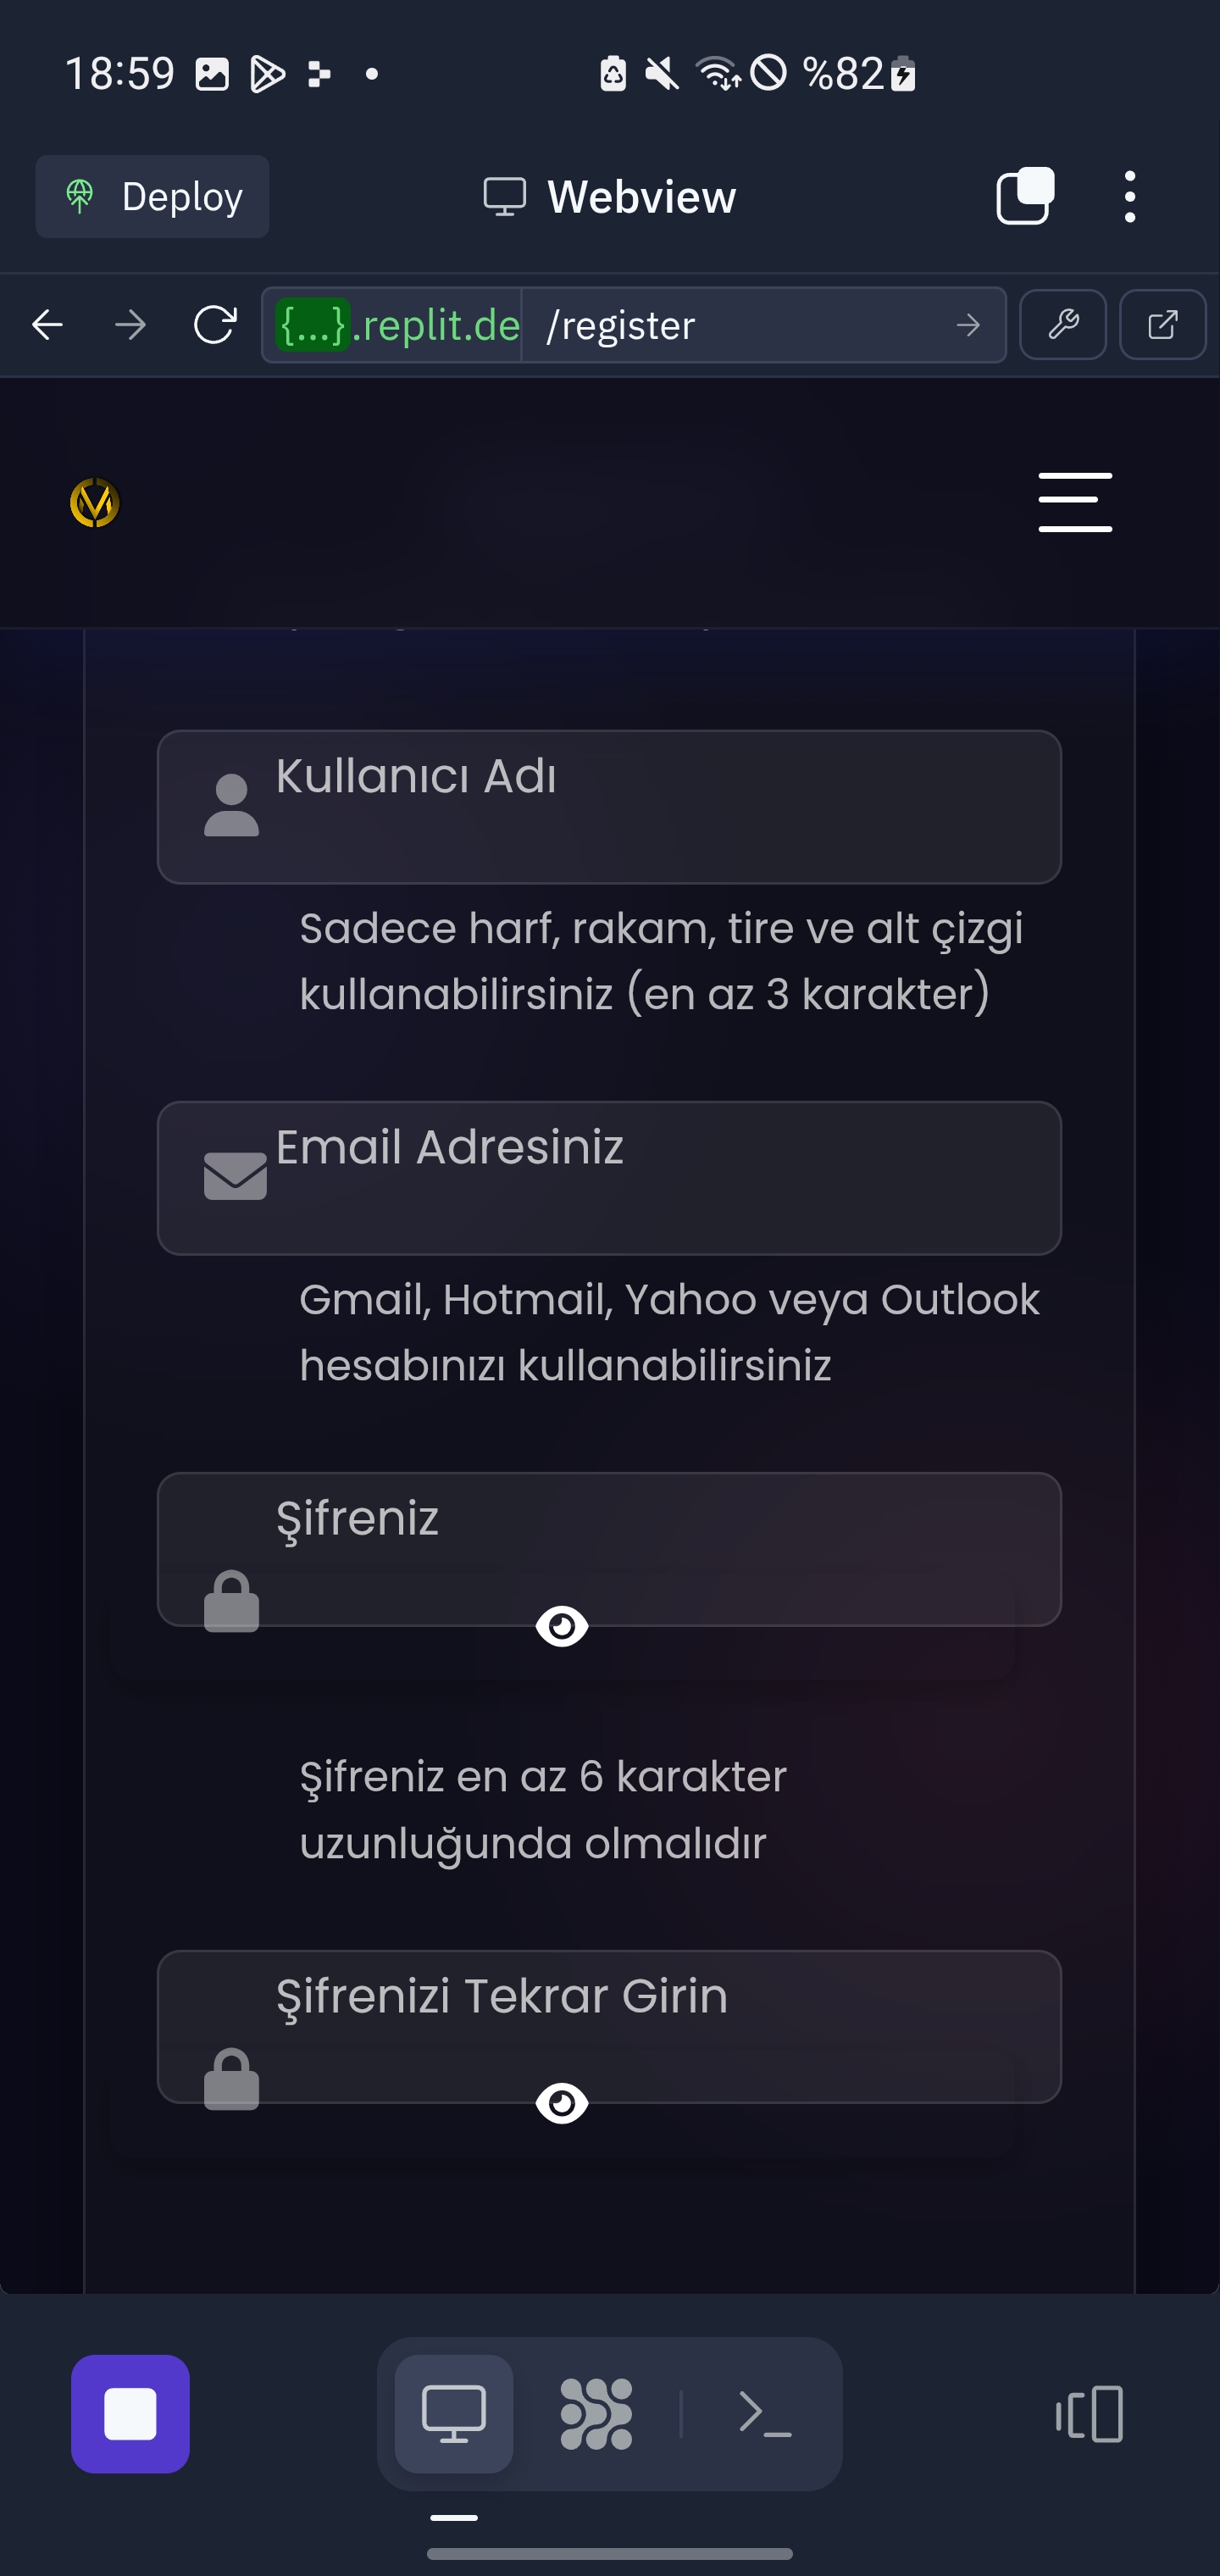 18:59
%82
Deploy
Webview
{...}.replit.de
/register
Kullanıcı Adı
Sadece harf, rakam, tire ve alt çizgi
kullanabilirsiniz (en az 3 karakter)
Email Adresiniz
Gmail, Hotmail, Yahoo veya Outlook
hesabınızı kullanabilirsiniz
Şifreniz
Şifreniz en az 6 karakter
uzunluğunda olmalıdır
Şifrenizi Tekrar Girin